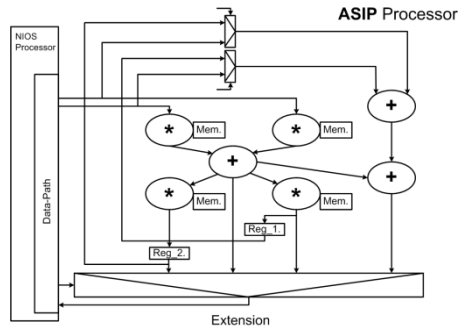 ASIP Processor
NIOS
Processor
+
* Mem. * Mem.
+
+
* Mem. * Mem.
Reg_1.
Reg_2.
Data-Path
Extension